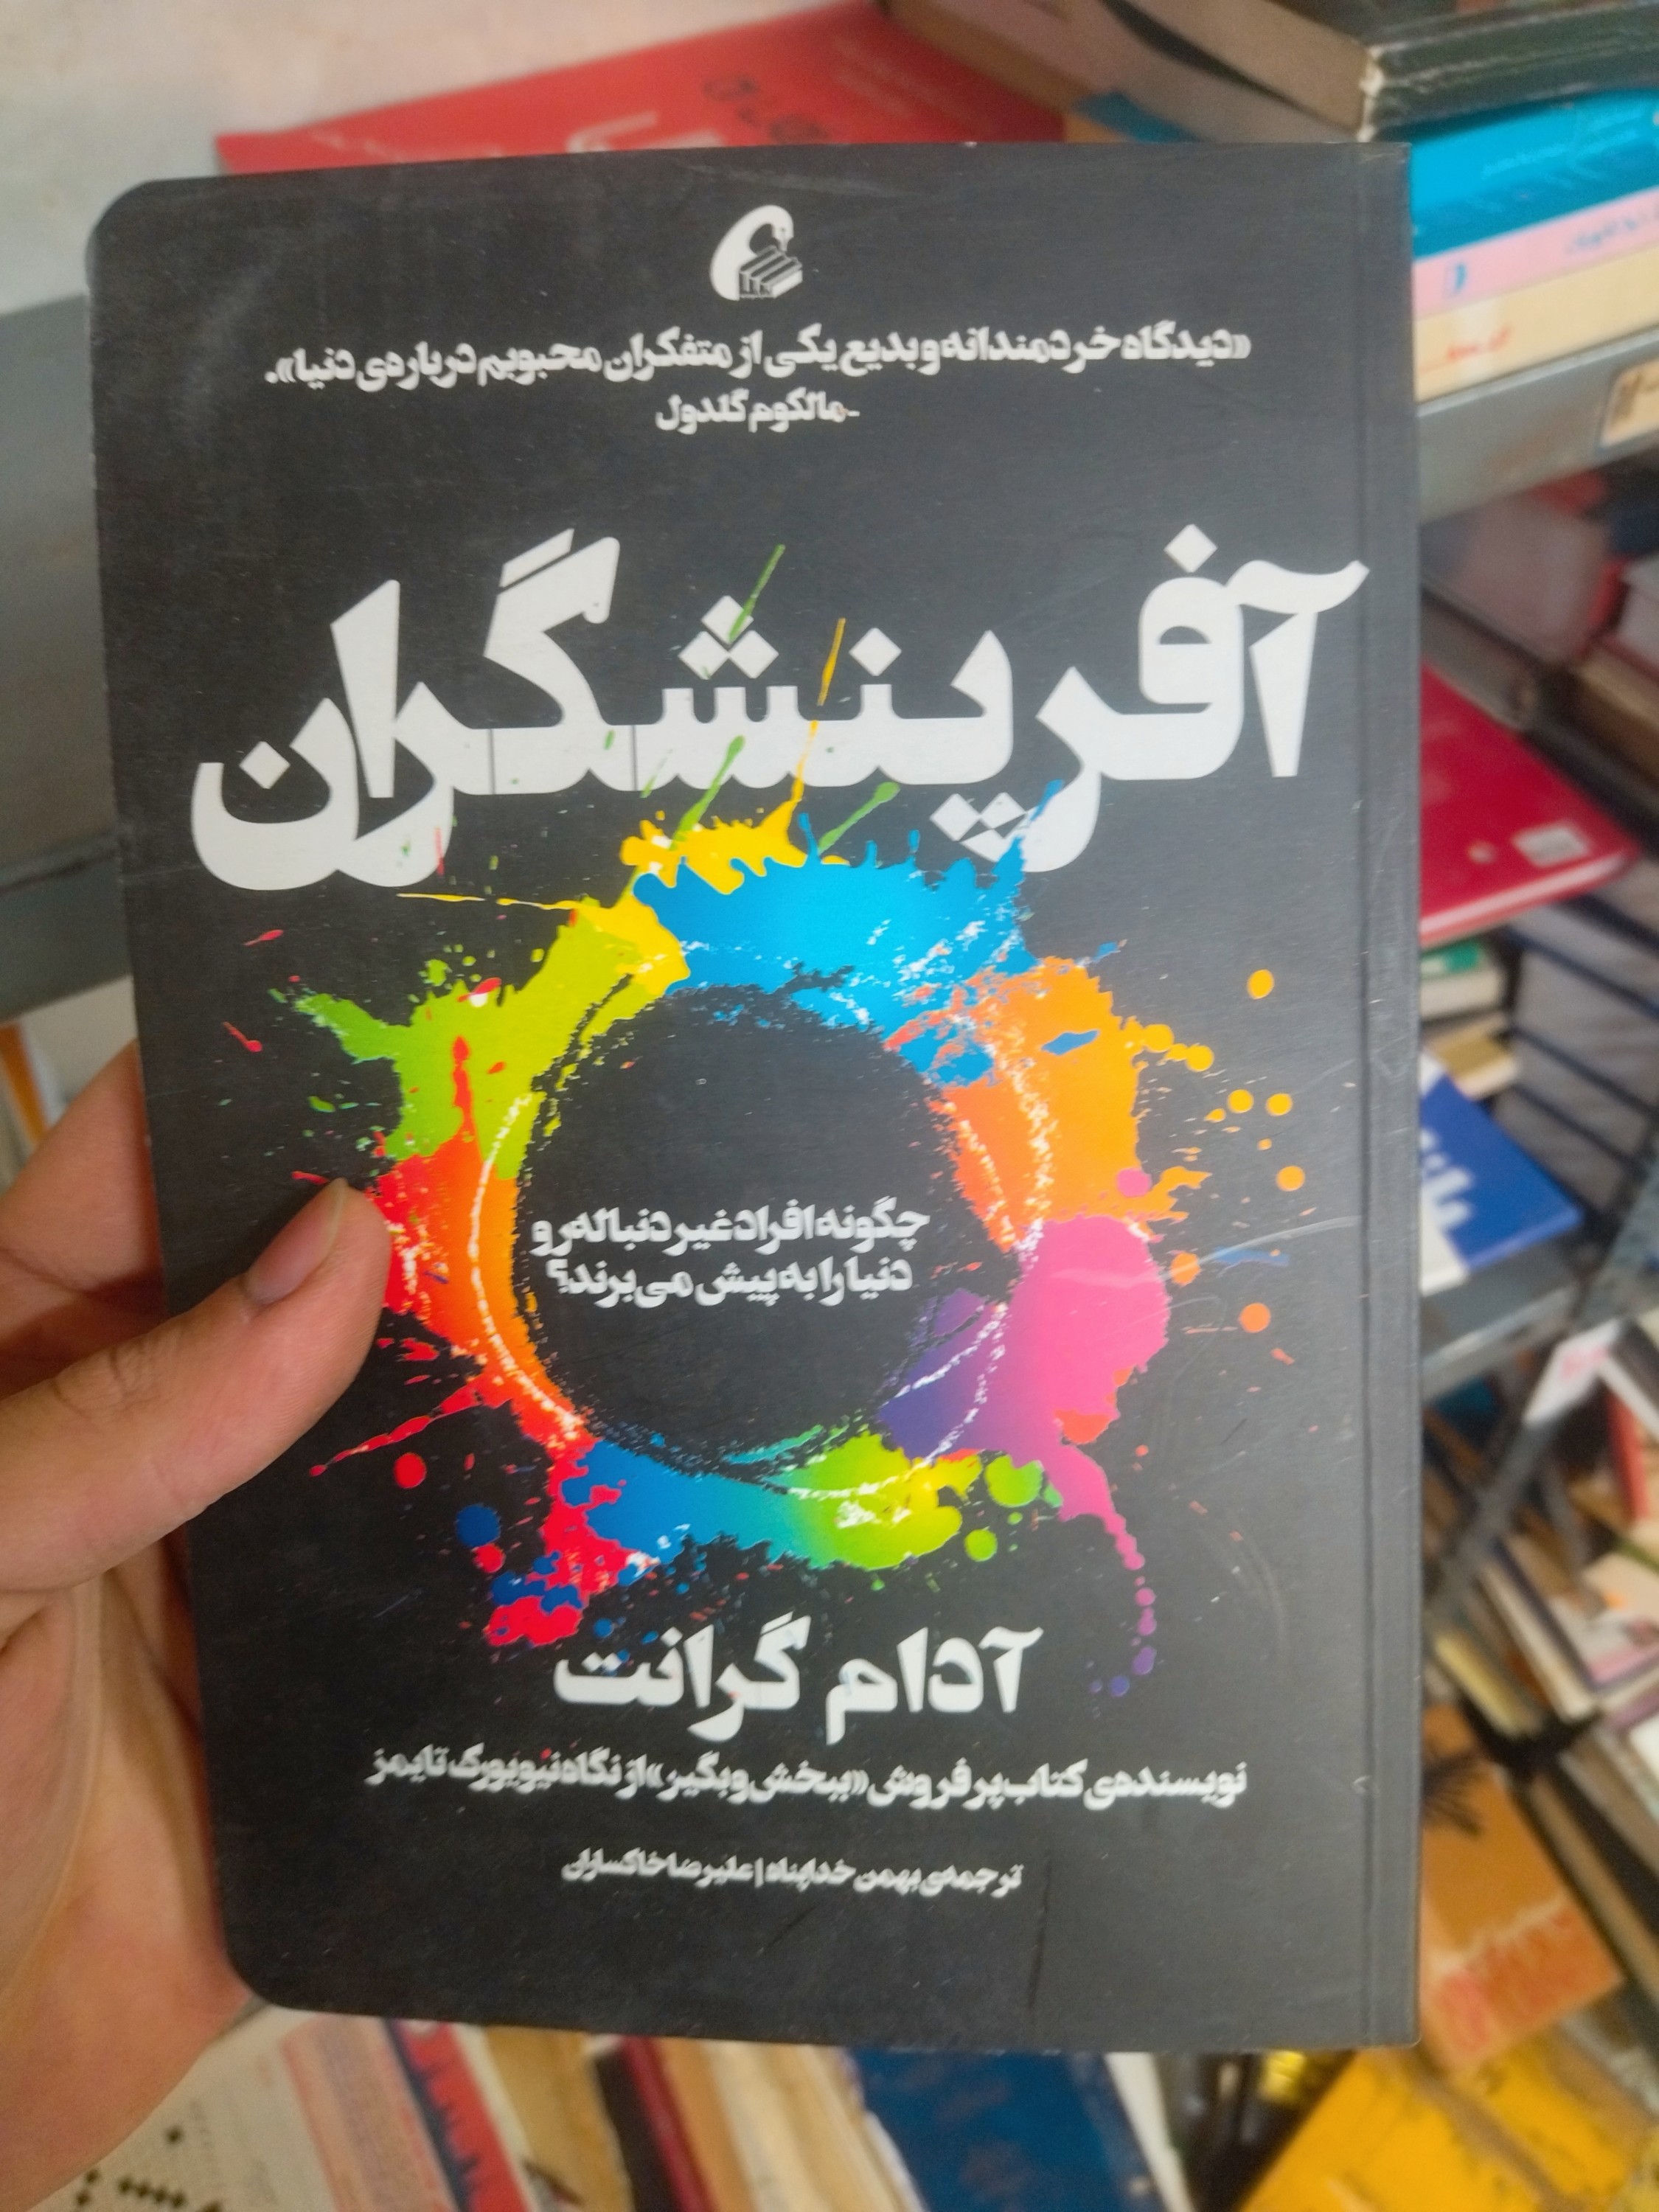 «دیدگاه خردمندانه و بدیع یکی از متفکران محبوبم درباره‌ی دنیا».
-مالکوم گلدول
آفرینشگران
چگونه افراد غیر دنباله‌رو
دنیا را به پیش می‌برند؟
آدام گرانت
نویسنده‌ی کتاب پر فروش «ببخش و بگیر» از نگاه نیویورک تایمز
ترجمه‌ی بهمن خداپناه | علیرضا خاکساران